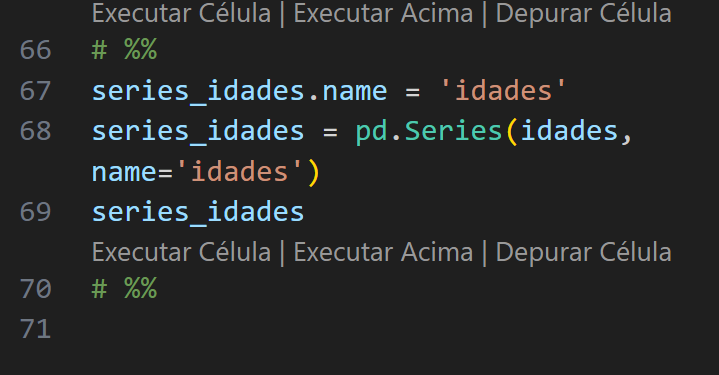 Executar Célula | Executar Acima | Depurar Célula
66 # %%
67 series_idades.name = 'idades'
68 series_idades = pd.Series(idades,
name='idades')
69 series_idades
Executar Célula | Executar Acima | Depurar Célula
70 # %%
71